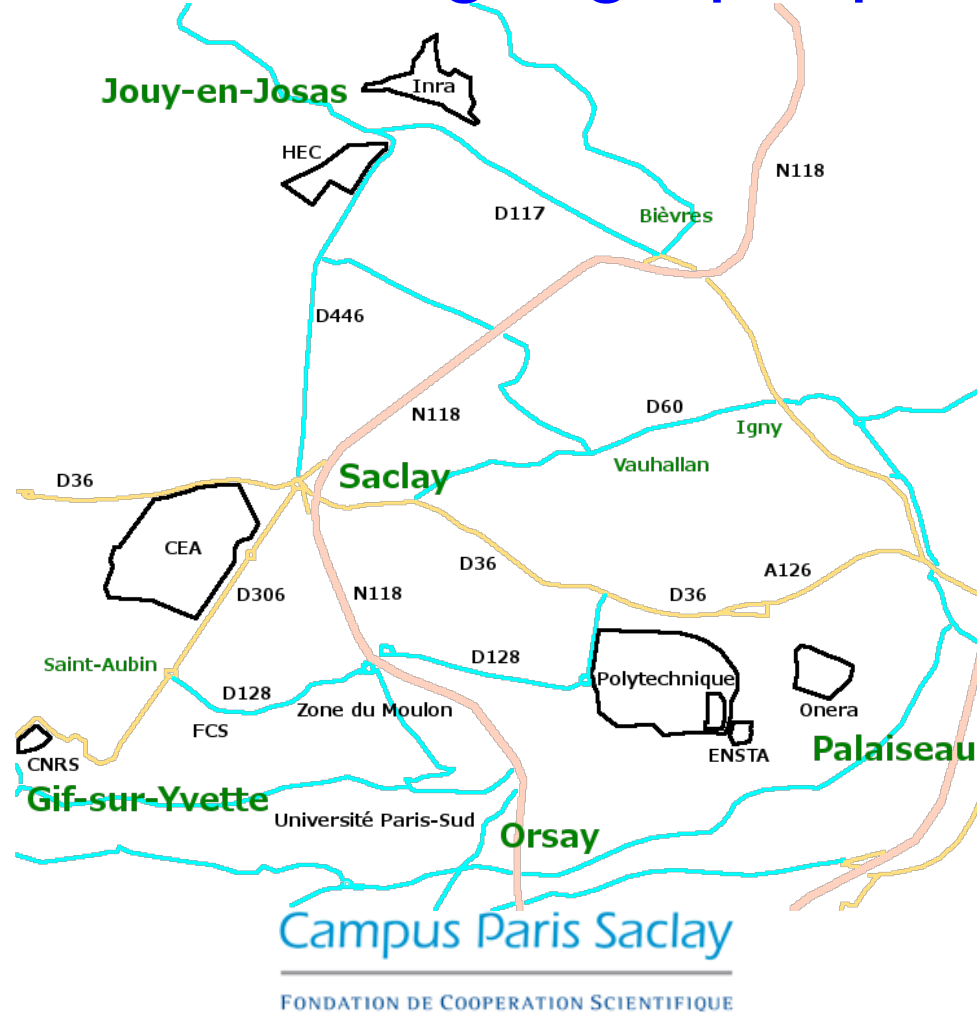 Inra
Jouy-en-Josas
HEC
N118
D117
Bièvres
D446
N118
D60
Igny
Vauhallan
Saclay
D36
CEA
D36
A126
D306
N118
D36
Saint-Aubin
D128
Polytechnique
D128
Zone du Moulon
Onera
FCS
CNRS
ENSTA
Palaiseau
Gif-sur-Yvette
Université Paris-Sud
Orsay
Campus Paris Saclay
FONDATION DE COOPERATION SCIENTIFIQUE